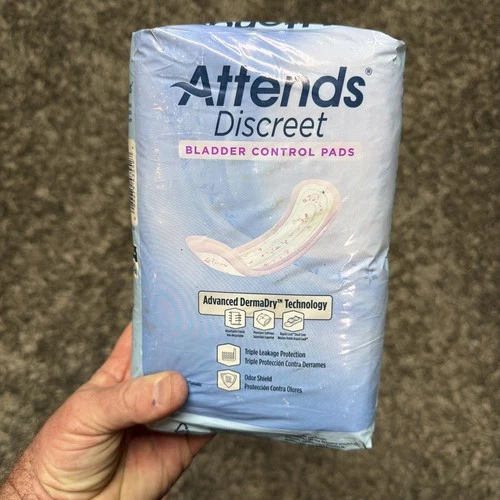 Attends®
Discreet
BLADDER CONTROL PADS
Advanced DermaDry™ Technology
Triple Leakage Protection
Triple Protección Contra Derrames
Odor Shield
Protección Contra Olores